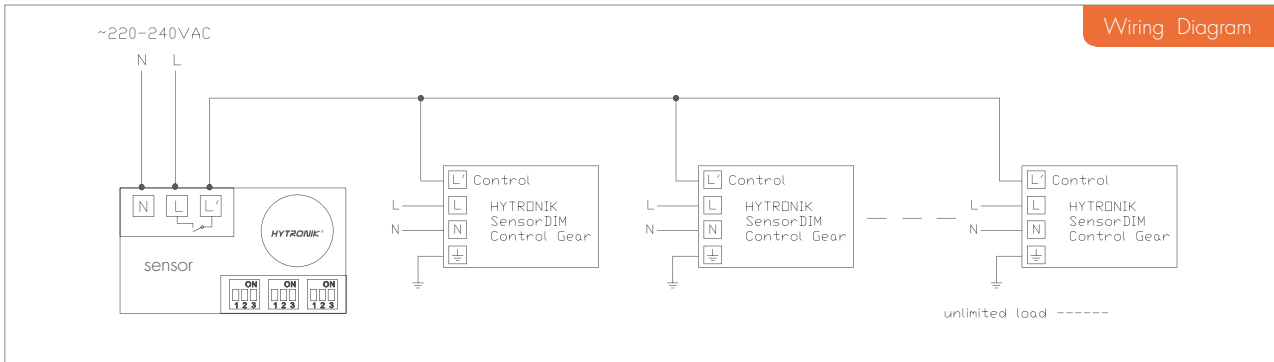 Wiring Diagram
~220-240VAC
N L
N L L'
HYTRONIK®
sensor
ON ON ON
1 2 3 1 2 3 1 2 3
L' Control
L L HYTRONIK
SensorDIM
N N Control Gear
L' Control
L L HYTRONIK
SensorDIM
N N Control Gear
L' Control
L L HYTRONIK
SensorDIM
N N Control Gear
unlimited load ------